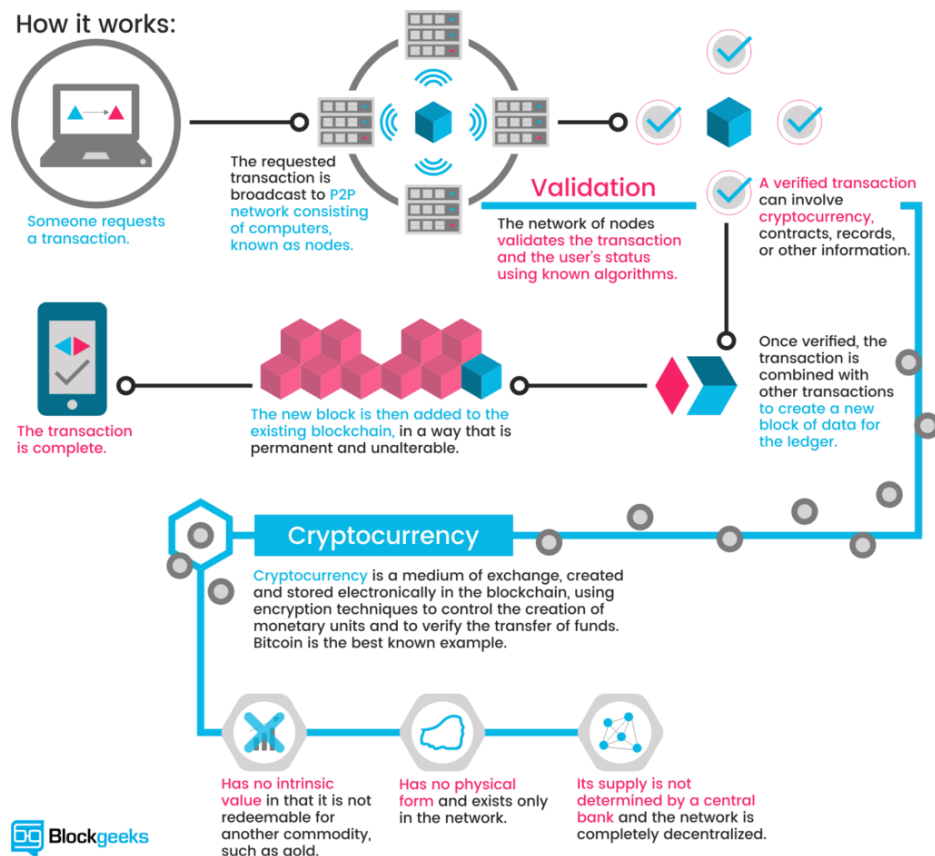 How it works:
Someone requests
a transaction.
The requested
transaction is
broadcast to P2P
network consisting
of computers,
known as nodes.
Validation
The network of nodes
validates the transaction
and the user's status
using known algorithms.
A verified transaction
can involve
cryptocurrency,
contracts, records,
or other information.
Once verified, the
transaction is
combined with
other transactions
to create a new
block of data for
the ledger.
The new block is then added to the
existing blockchain, in a way that is
permanent and unalterable.
The transaction
is complete.
Cryptocurrency
Cryptocurrency is a medium of exchange, created
and stored electronically in the blockchain, using
encryption techniques to control the creation of
monetary units and to verify the transfer of funds.
Bitcoin is the best known example.
Has no intrinsic
value in that it is not
redeemable for
another commodity,
such as gold.
Has no physical
form and exists only
in the network.
Its supply is not
determined by a central
bank and the network is
completely decentralized.
Blockgeeks